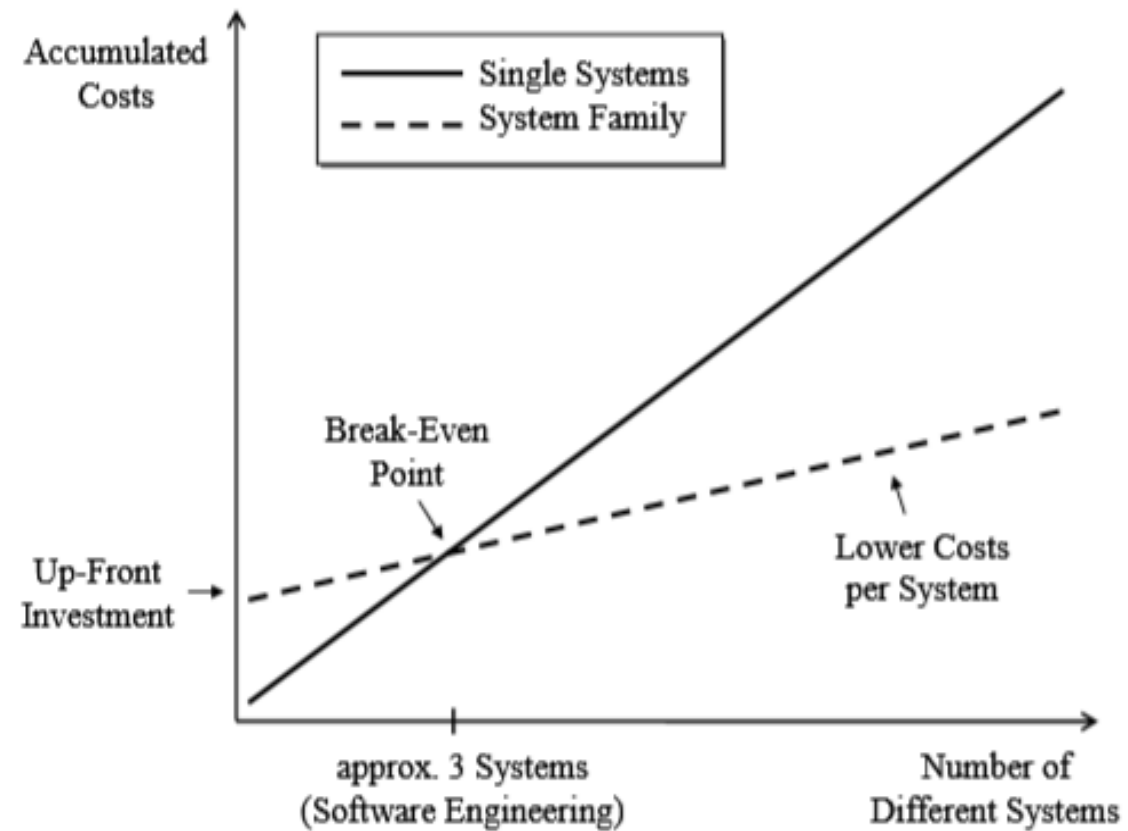 Accumulated
Costs
Single Systems
System Family
Break-Even
Point
Up-Front
Investment
Lower Costs
per System
approx. 3 Systems
(Software Engineering)
Number of
Different Systems